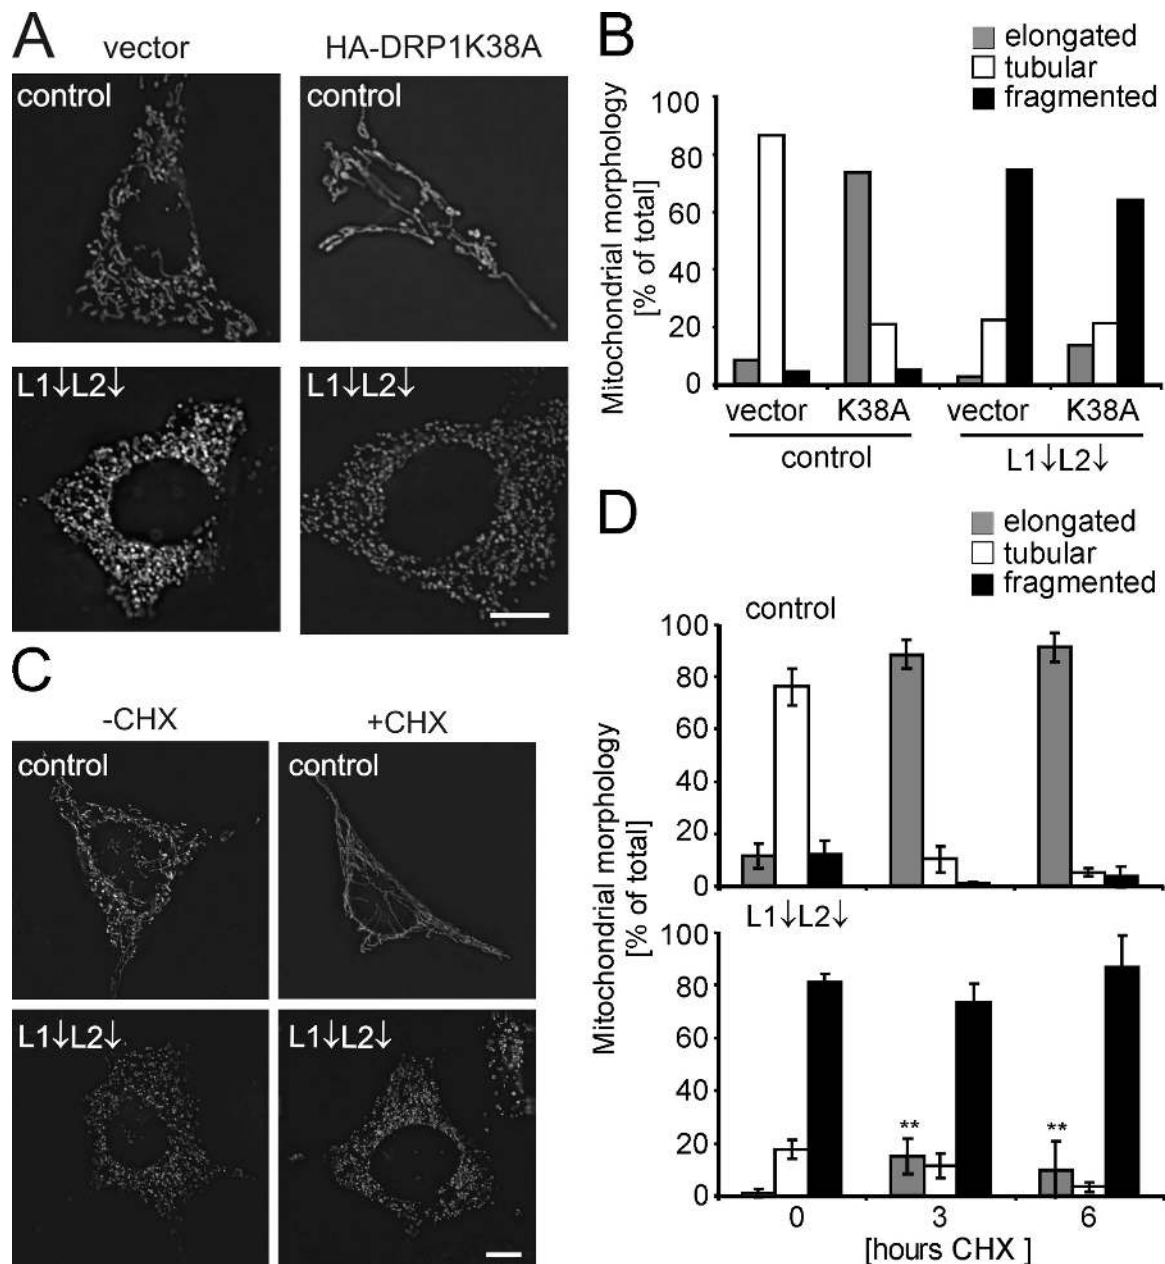 A
vector
HA-DRP1K38A
control
control
L1↓L2↓
L1↓L2↓
B
elongated
tubular
fragmented
Mitochondrial morphology
[% of total]
100
80
60
40
20
0
vector K38A vector K38A
control L1↓L2↓
C
-CHX
+CHX
control
control
L1↓L2↓
L1↓L2↓
D
elongated
tubular
fragmented
Mitochondrial morphology
[% of total]
control
100
80
60
40
20
0
L1↓L2↓
100
80
60
40
20
0
** **
0 3 6
[hours CHX ]